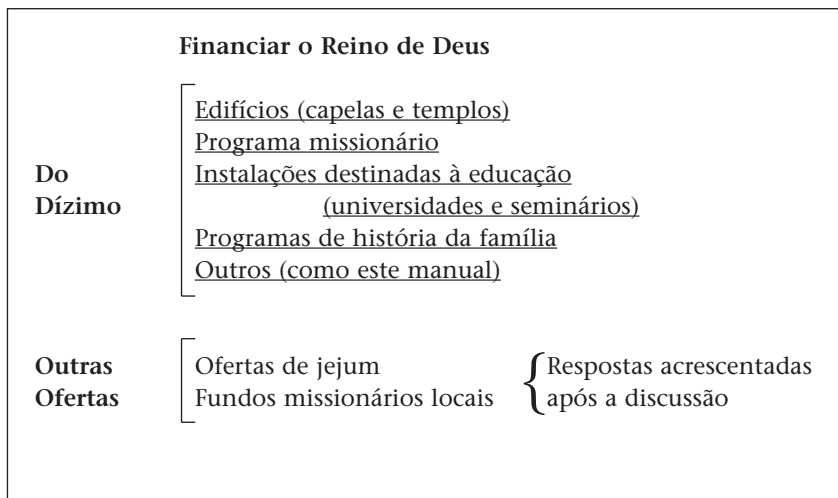 Financiar o Reino de Deus
Do
Dízimo
Edifícios (capelas e templos)
Programa missionário
Instalações destinadas à educação
(universidades e seminários)
Programas de história da família
Outros (como este manual)
Outras
Ofertas
Ofertas de jejum
Fundos missionários locais
Respostas acrescentadas
após a discussão